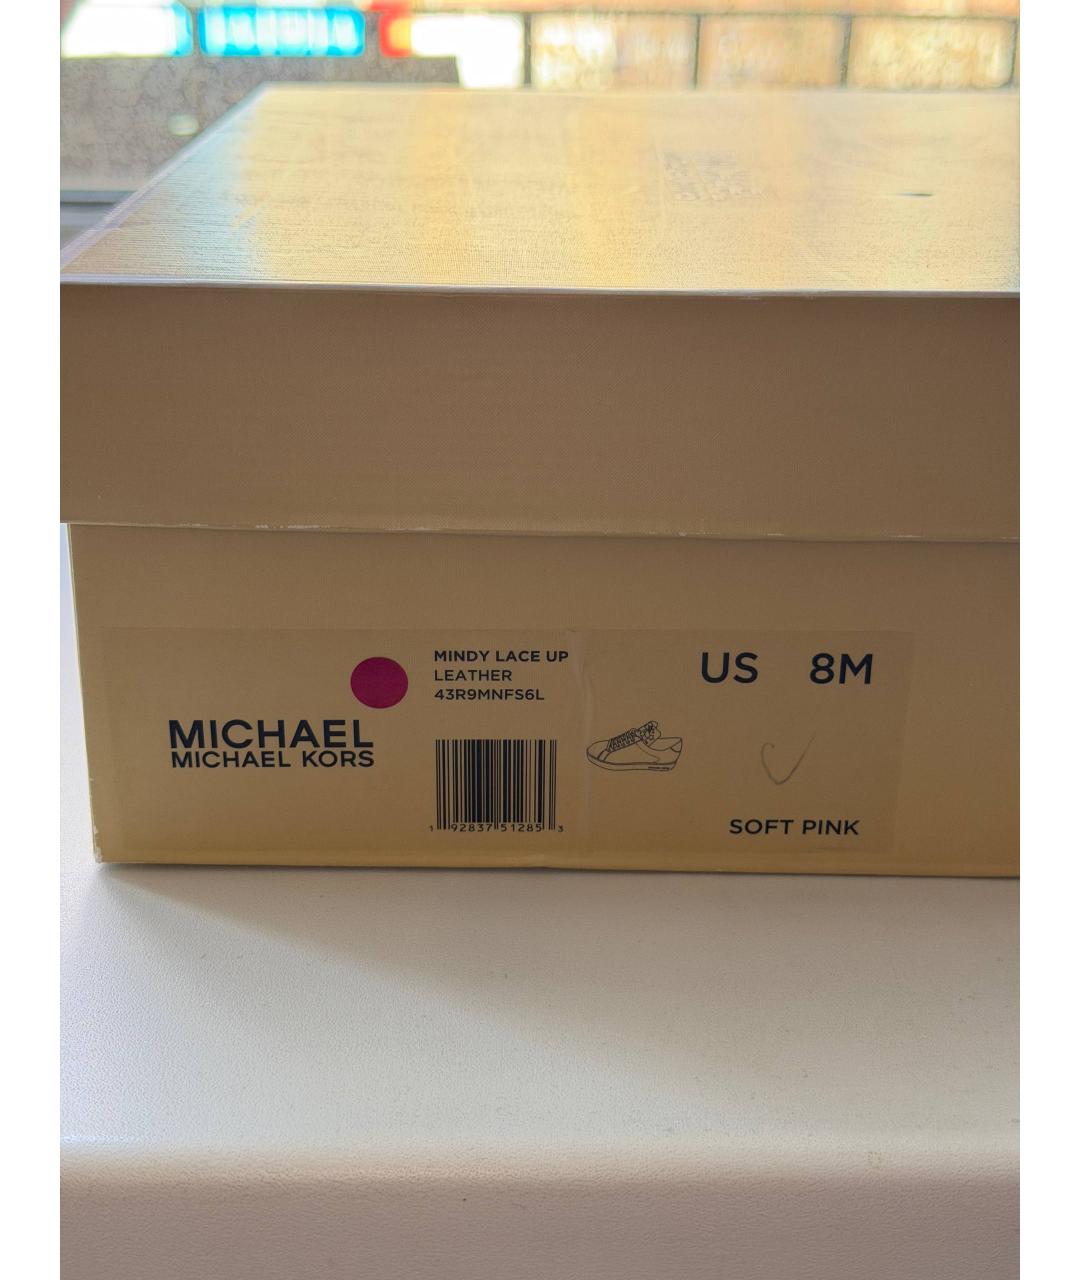 MINDY LACE UP
LEATHER
43R9MNFS6L
MICHAEL
MICHAEL KORS
1 92837 51285 3
US 8M
SOFT PINK